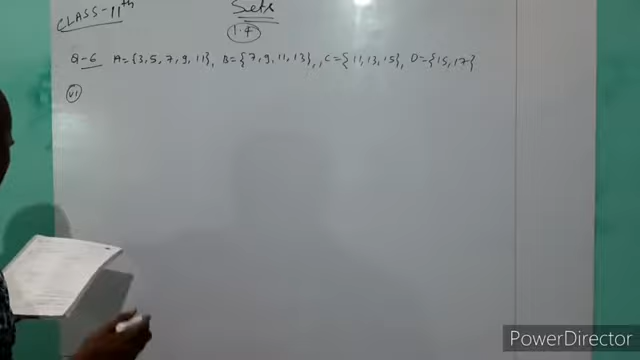 CLASS-11th
Sets
1.4
Q-6 A={3,5,7,9,11}, B={7,9,11,13}, C={11,13,15}, D={15,17}
vi
PowerDirector